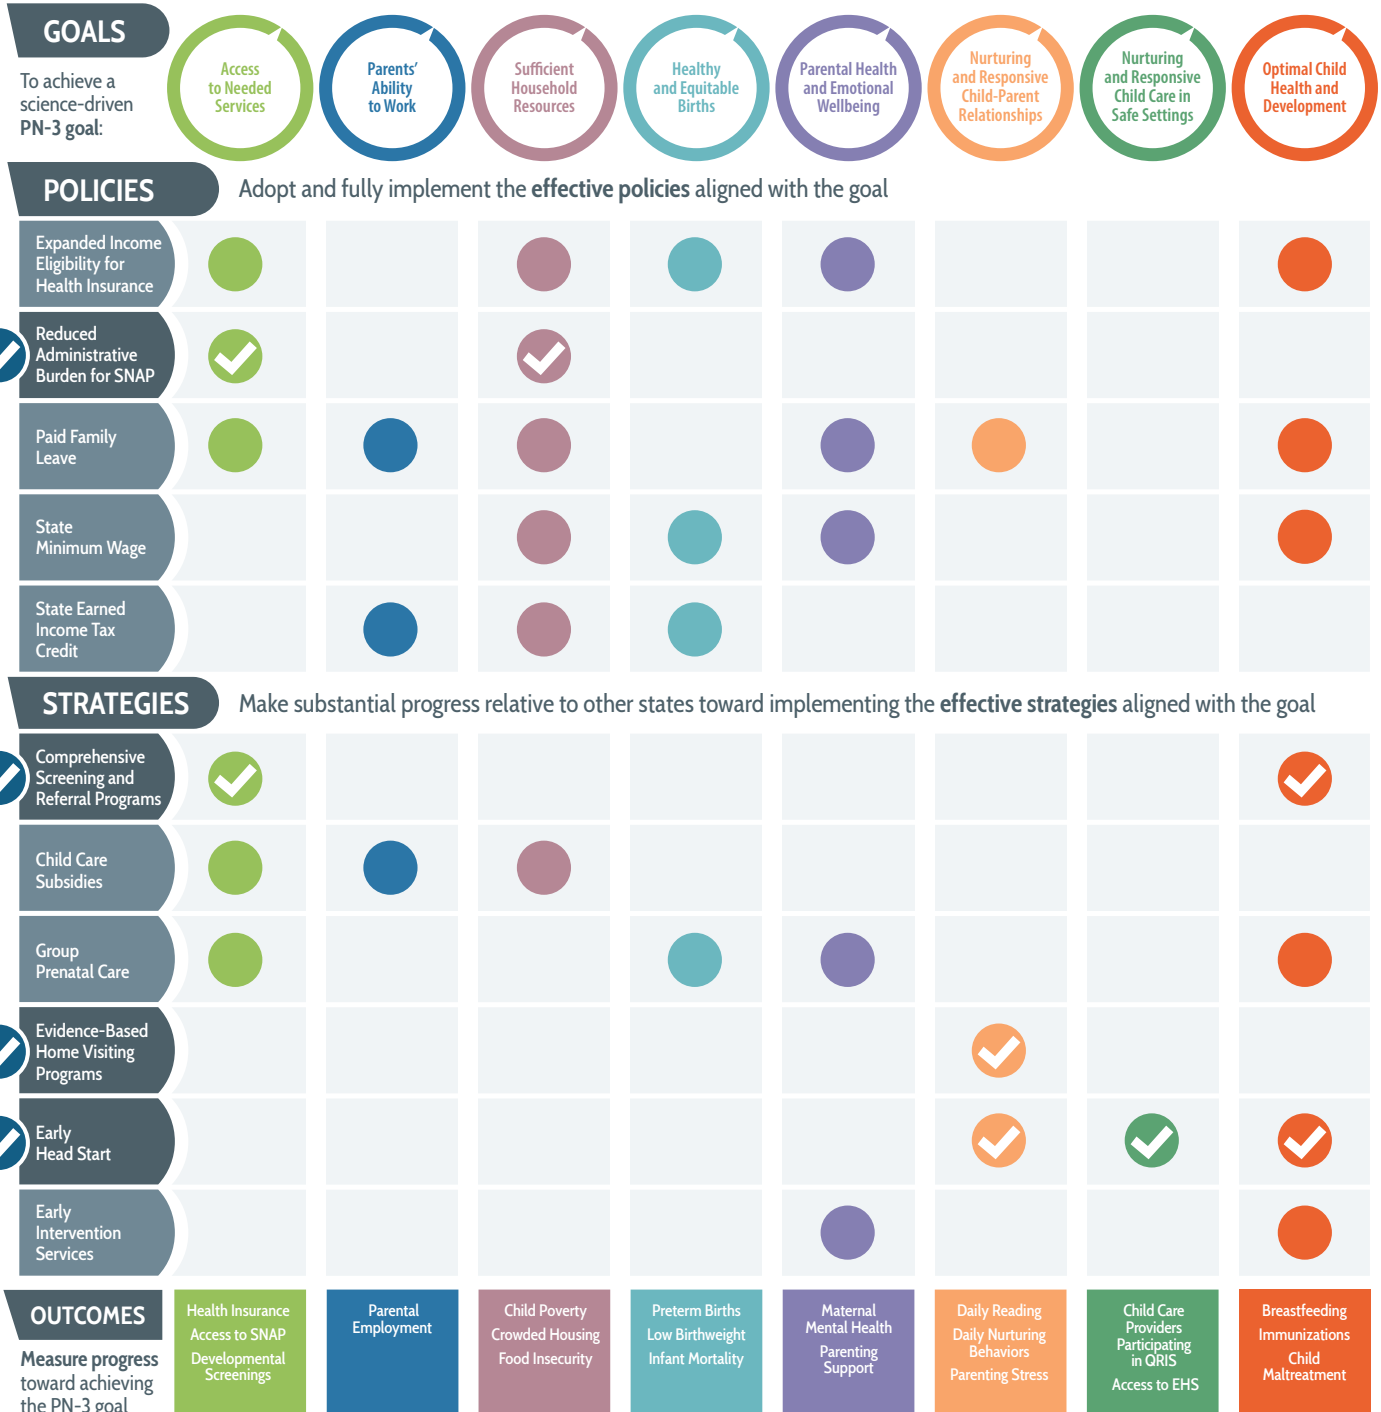 GOALS
To achieve a
science-driven
PN-3 goal:
Access
to Needed
Services
Parents'
Ability
to Work
Sufficient
Household
Resources
Healthy
and Equitable
Births
Parental Health
and Emotional
Wellbeing
Nurturing
and Responsive
Child-Parent
Relationships
Nurturing
and Responsive
Child Care in
Safe Settings
Optimal Child
Health and
Development
POLICIES
Adopt and fully implement the effective policies aligned with the goal
Expanded Income
Eligibility for
Health Insurance
Reduced
Administrative
Burden for SNAP
Paid Family
Leave
State
Minimum Wage
State Earned
Income Tax
Credit
STRATEGIES
Make substantial progress relative to other states toward implementing the effective strategies aligned with the goal
Comprehensive
Screening and
Referral Programs
Child Care
Subsidies
Group
Prenatal Care
Evidence-Based
Home Visiting
Programs
Early
Head Start
Early
Intervention
Services
OUTCOMES
Measure progress
toward achieving
the PN-3 goal
Health Insurance
Access to SNAP
Developmental
Screenings
Parental
Employment
Child Poverty
Crowded Housing
Food Insecurity
Preterm Births
Low Birthweight
Infant Mortality
Maternal
Mental Health
Parenting
Support
Daily Reading
Daily Nurturing
Behaviors
Parenting Stress
Child Care
Providers
Participating
in QRIS
Access to EHS
Breastfeeding
Immunizations
Child
Maltreatment